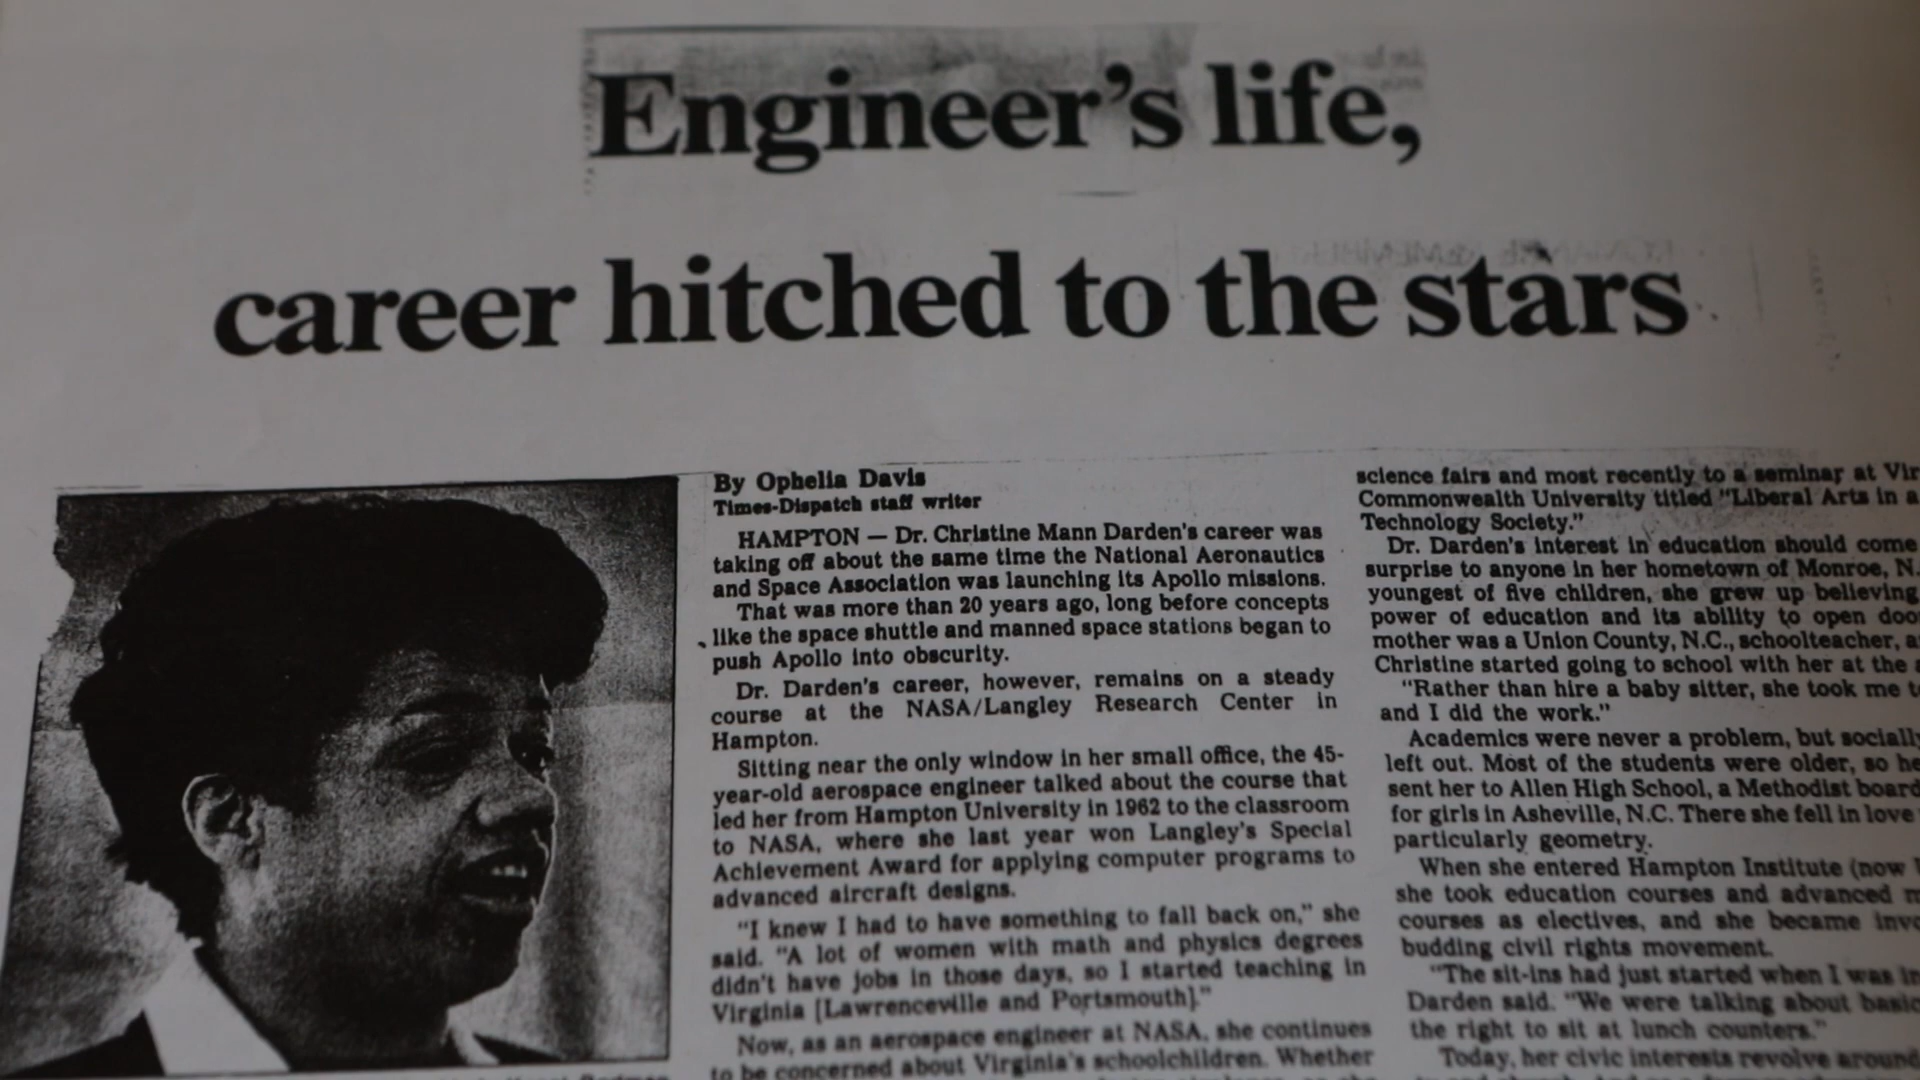 Engineer's life,
career hitched to the stars
By Ophelia Davis
Times-Dispatch staff writer
HAMPTON — Dr. Christine Mann Darden's career was
taking off about the same time the National Aeronautics
and Space Association was launching its Apollo missions.
That was more than 20 years ago, long before concepts
like the space shuttle and manned space stations began to
push Apollo into obscurity.
Dr. Darden's career, however, remains on a steady
course at the NASA/Langley Research Center in
Hampton.
Sitting near the only window in her small office, the 45-
year-old aerospace engineer talked about the course that
led her from Hampton University in 1962 to the classroom
to NASA, where she last year won Langley's Special
Achievement Award for applying computer programs to
advanced aircraft designs.
"I knew I had to have something to fall back on," she
said. "A lot of women with math and physics degrees
didn't have jobs in those days, so I started teaching in
Virginia [Lawrenceville and Portsmouth]."
Now, as an aerospace engineer at NASA, she continues
to be concerned about Virginia's schoolchildren. Whether
science fairs and most recently to a seminar at Vir
Commonwealth University titled "Liberal Arts in a
Technology Society."
Dr. Darden's interest in education should come
surprise to anyone in her hometown of Monroe, N.
youngest of five children, she grew up believing
power of education and its ability to open doo
mother was a Union County, N.C., schoolteacher, a
Christine started going to school with her at the a
"Rather than hire a baby sitter, she took me t
and I did the work."
Academics were never a problem, but socially
left out. Most of the students were older, so he
sent her to Allen High School, a Methodist board
for girls in Asheville, N.C. There she fell in love
particularly geometry.
When she entered Hampton Institute (now
she took education courses and advanced m
courses as electives, and she became invo
budding civil rights movement.
"The sit-ins had just started when I was in
Darden said. "We were talking about basic
the right to sit at lunch counters."
Today, her civic interests revolve around